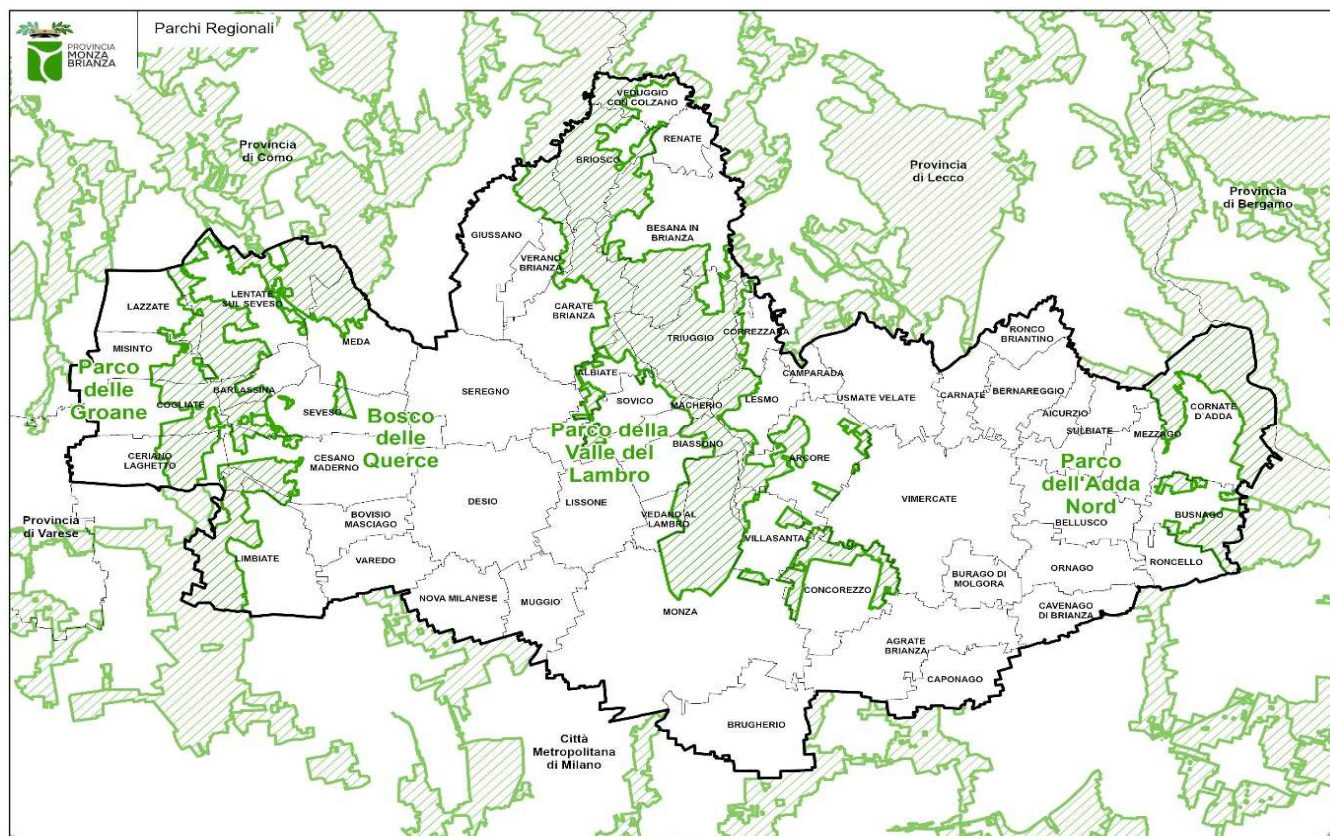 PROVINCIA
MONZA
BRIANZA
Parchi Regionali
VEDUGGIO
CON COLZANO
RENATE
Provincia
di Como
BRIOSCO
Provincia
di Lecco
Provincia
di Bergamo
GIUSSANO
BESANA IN
BRIANZA
VERANO
BRIANZA
LAZZATE
LENTATE
SUL SEVESO
CARATE
BRIANZA
MISINTO
MEDA
TRIUGGIO
CORREZZANA
RONCO
BRIANTINO
Parco
delle
Groane
BARLASSINA
SEREGNO
ALBIATE
CAMPARADA
COGLIATE
SEVESO
SOVICO
MACHERIO
LESMO
USMATE VELATE
CARNATE
BERNAREGGIO
AICURZIO
SULBIATE
CORNATE
D'ADDA
MEZZAGO
Bosco
delle
Querce
Parco della
Valle del
Lambro
BIASSONO
ARCORE
Parco
dell'Adda
Nord
CERIANO
LAGHETTO
CESANO
MADERNO
DESIO
LISSONE
VIMERCATE
Provincia
di Varese
BOVISIO
MASCIAGO
VEDANO AL
LAMBRO
VILLASANTA
BELLUSCO
BUSNAGO
LIMBIATE
VAREDO
ORNAGO
RONCELLO
NOVA MILANESE
MUGGIO'
MONZA
CONCOREZZO
BURAGO DI
MOLGORA
CAVENAGO
DI BRIANZA
AGRATE
BRIANZA
CAPONAGO
BRUGHERIO
Città
Metropolitana
di Milano